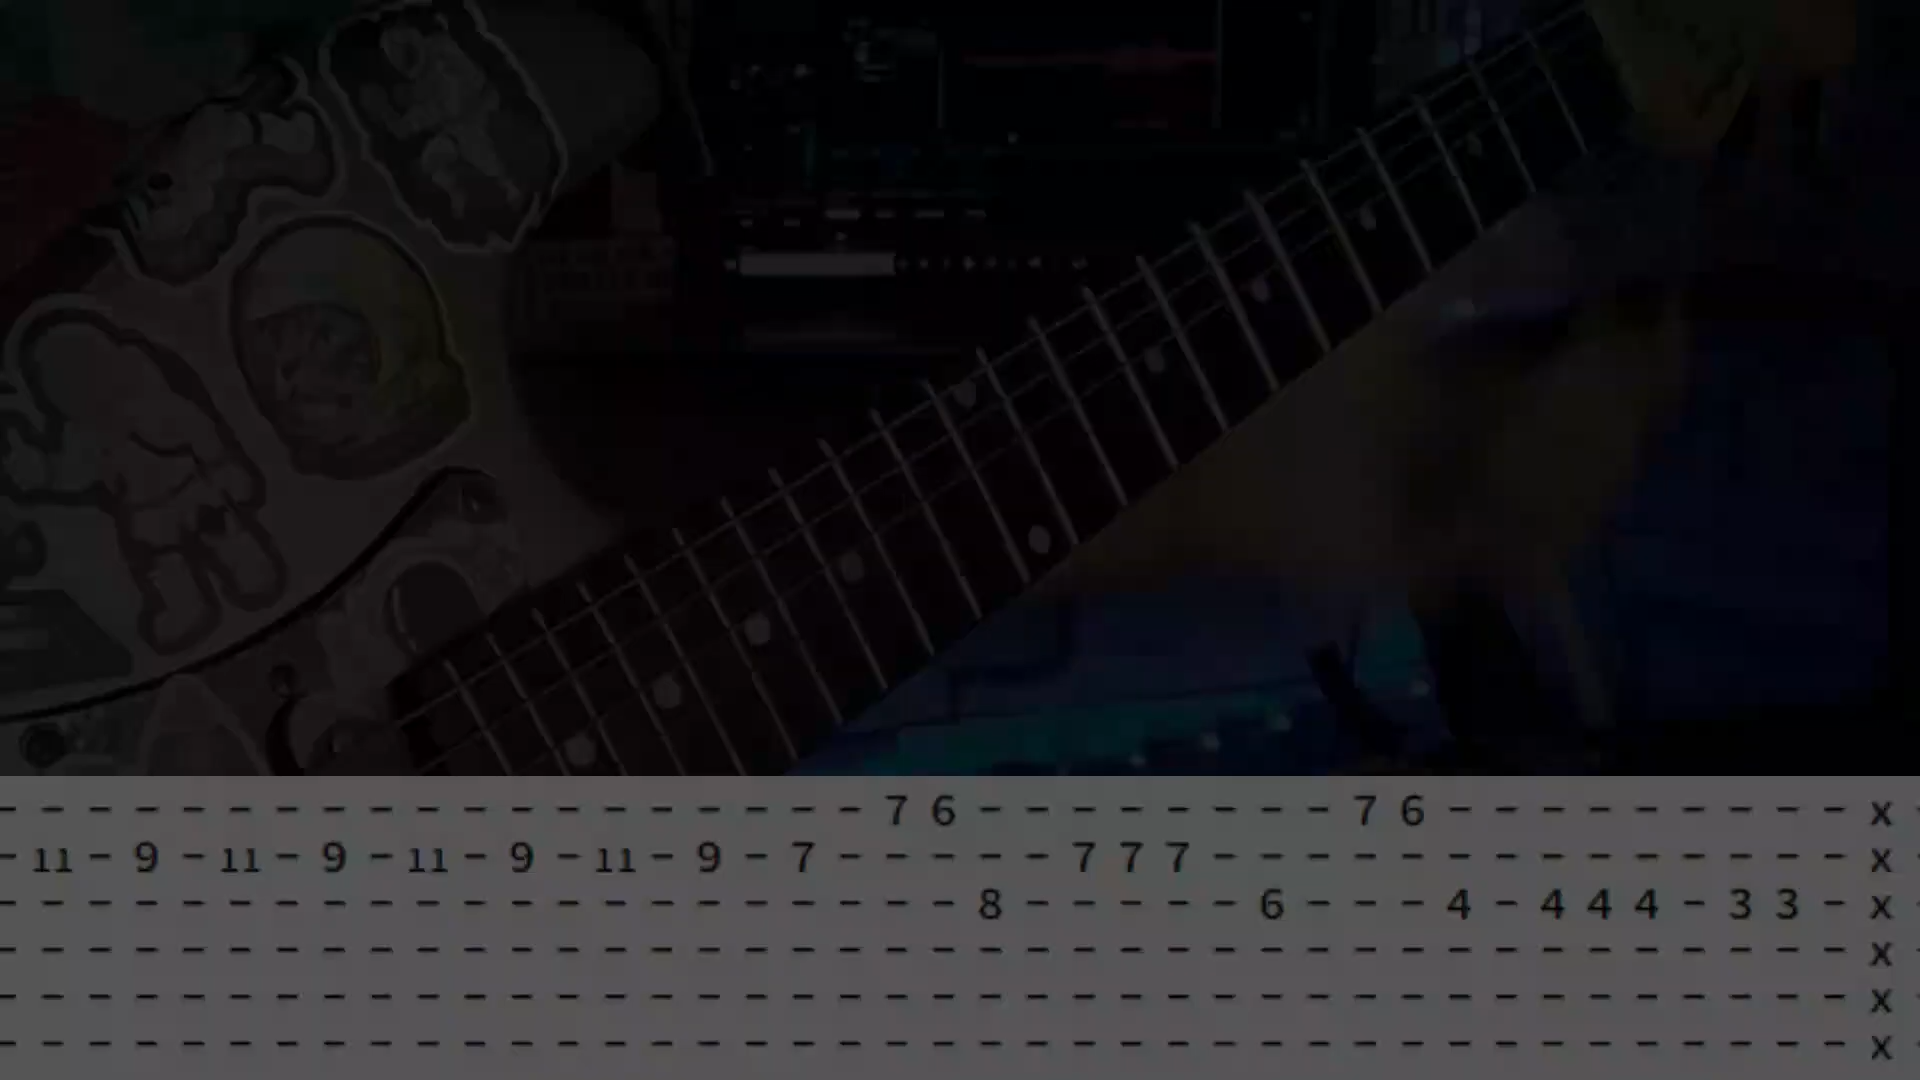 - - - - - - - - - - - - - - - - - - - 7 6 - - - - - - - - 7 6 - - - - - - - - - x -
- 11 - 9 - 11 - 9 - 11 - 9 - 11 - 9 - 7 - - - - - 7 7 7 - - - - - - - - - - - - - - x -
- - - - - - - - - - - - - - - - - - - - - 8 - - - - - 6 - - - 4 - 4 4 4 - 3 3 - x -
- - - - - - - - - - - - - - - - - - - - - - - - - - - - - - - - - - - - - - - - x -
- - - - - - - - - - - - - - - - - - - - - - - - - - - - - - - - - - - - - - - - x -
- - - - - - - - - - - - - - - - - - - - - - - - - - - - - - - - - - - - - - - - x -